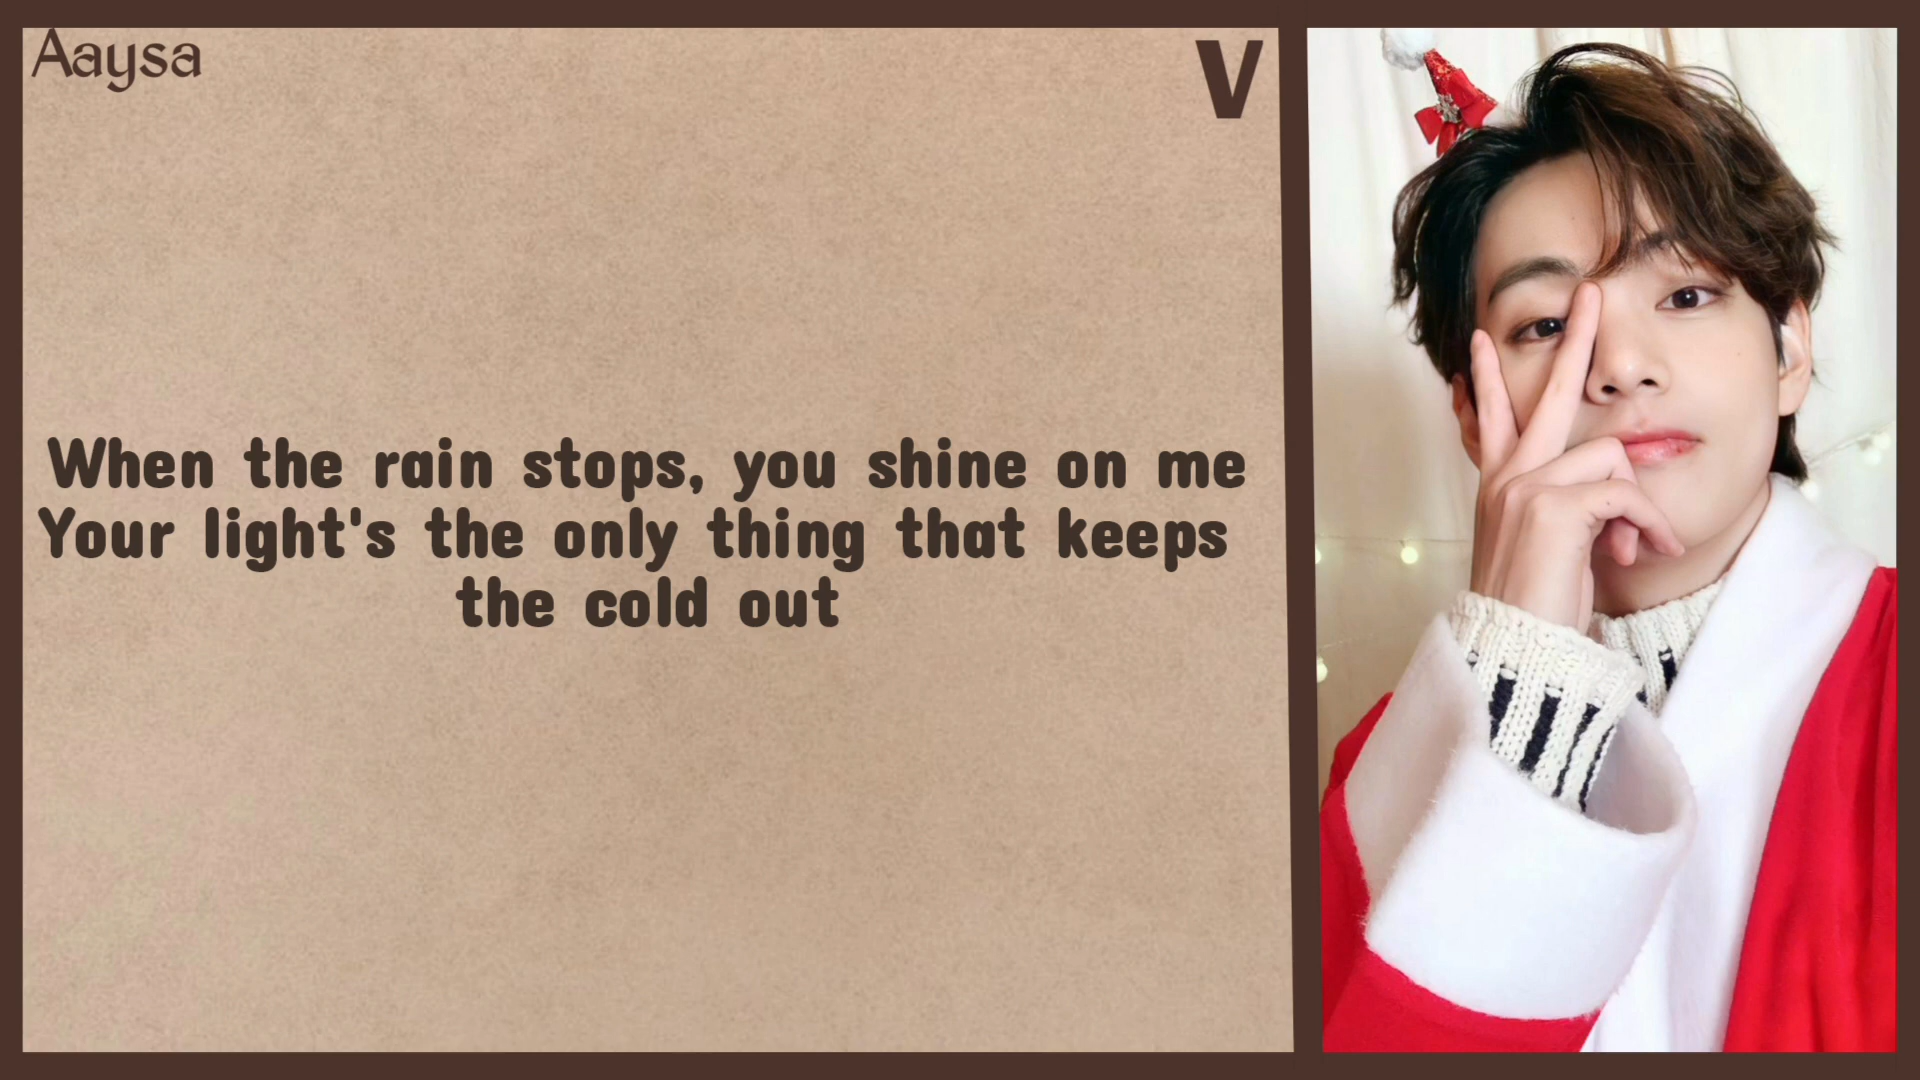 Aaysa
V
When the rain stops, you shine on me
Your light's the only thing that keeps
the cold out